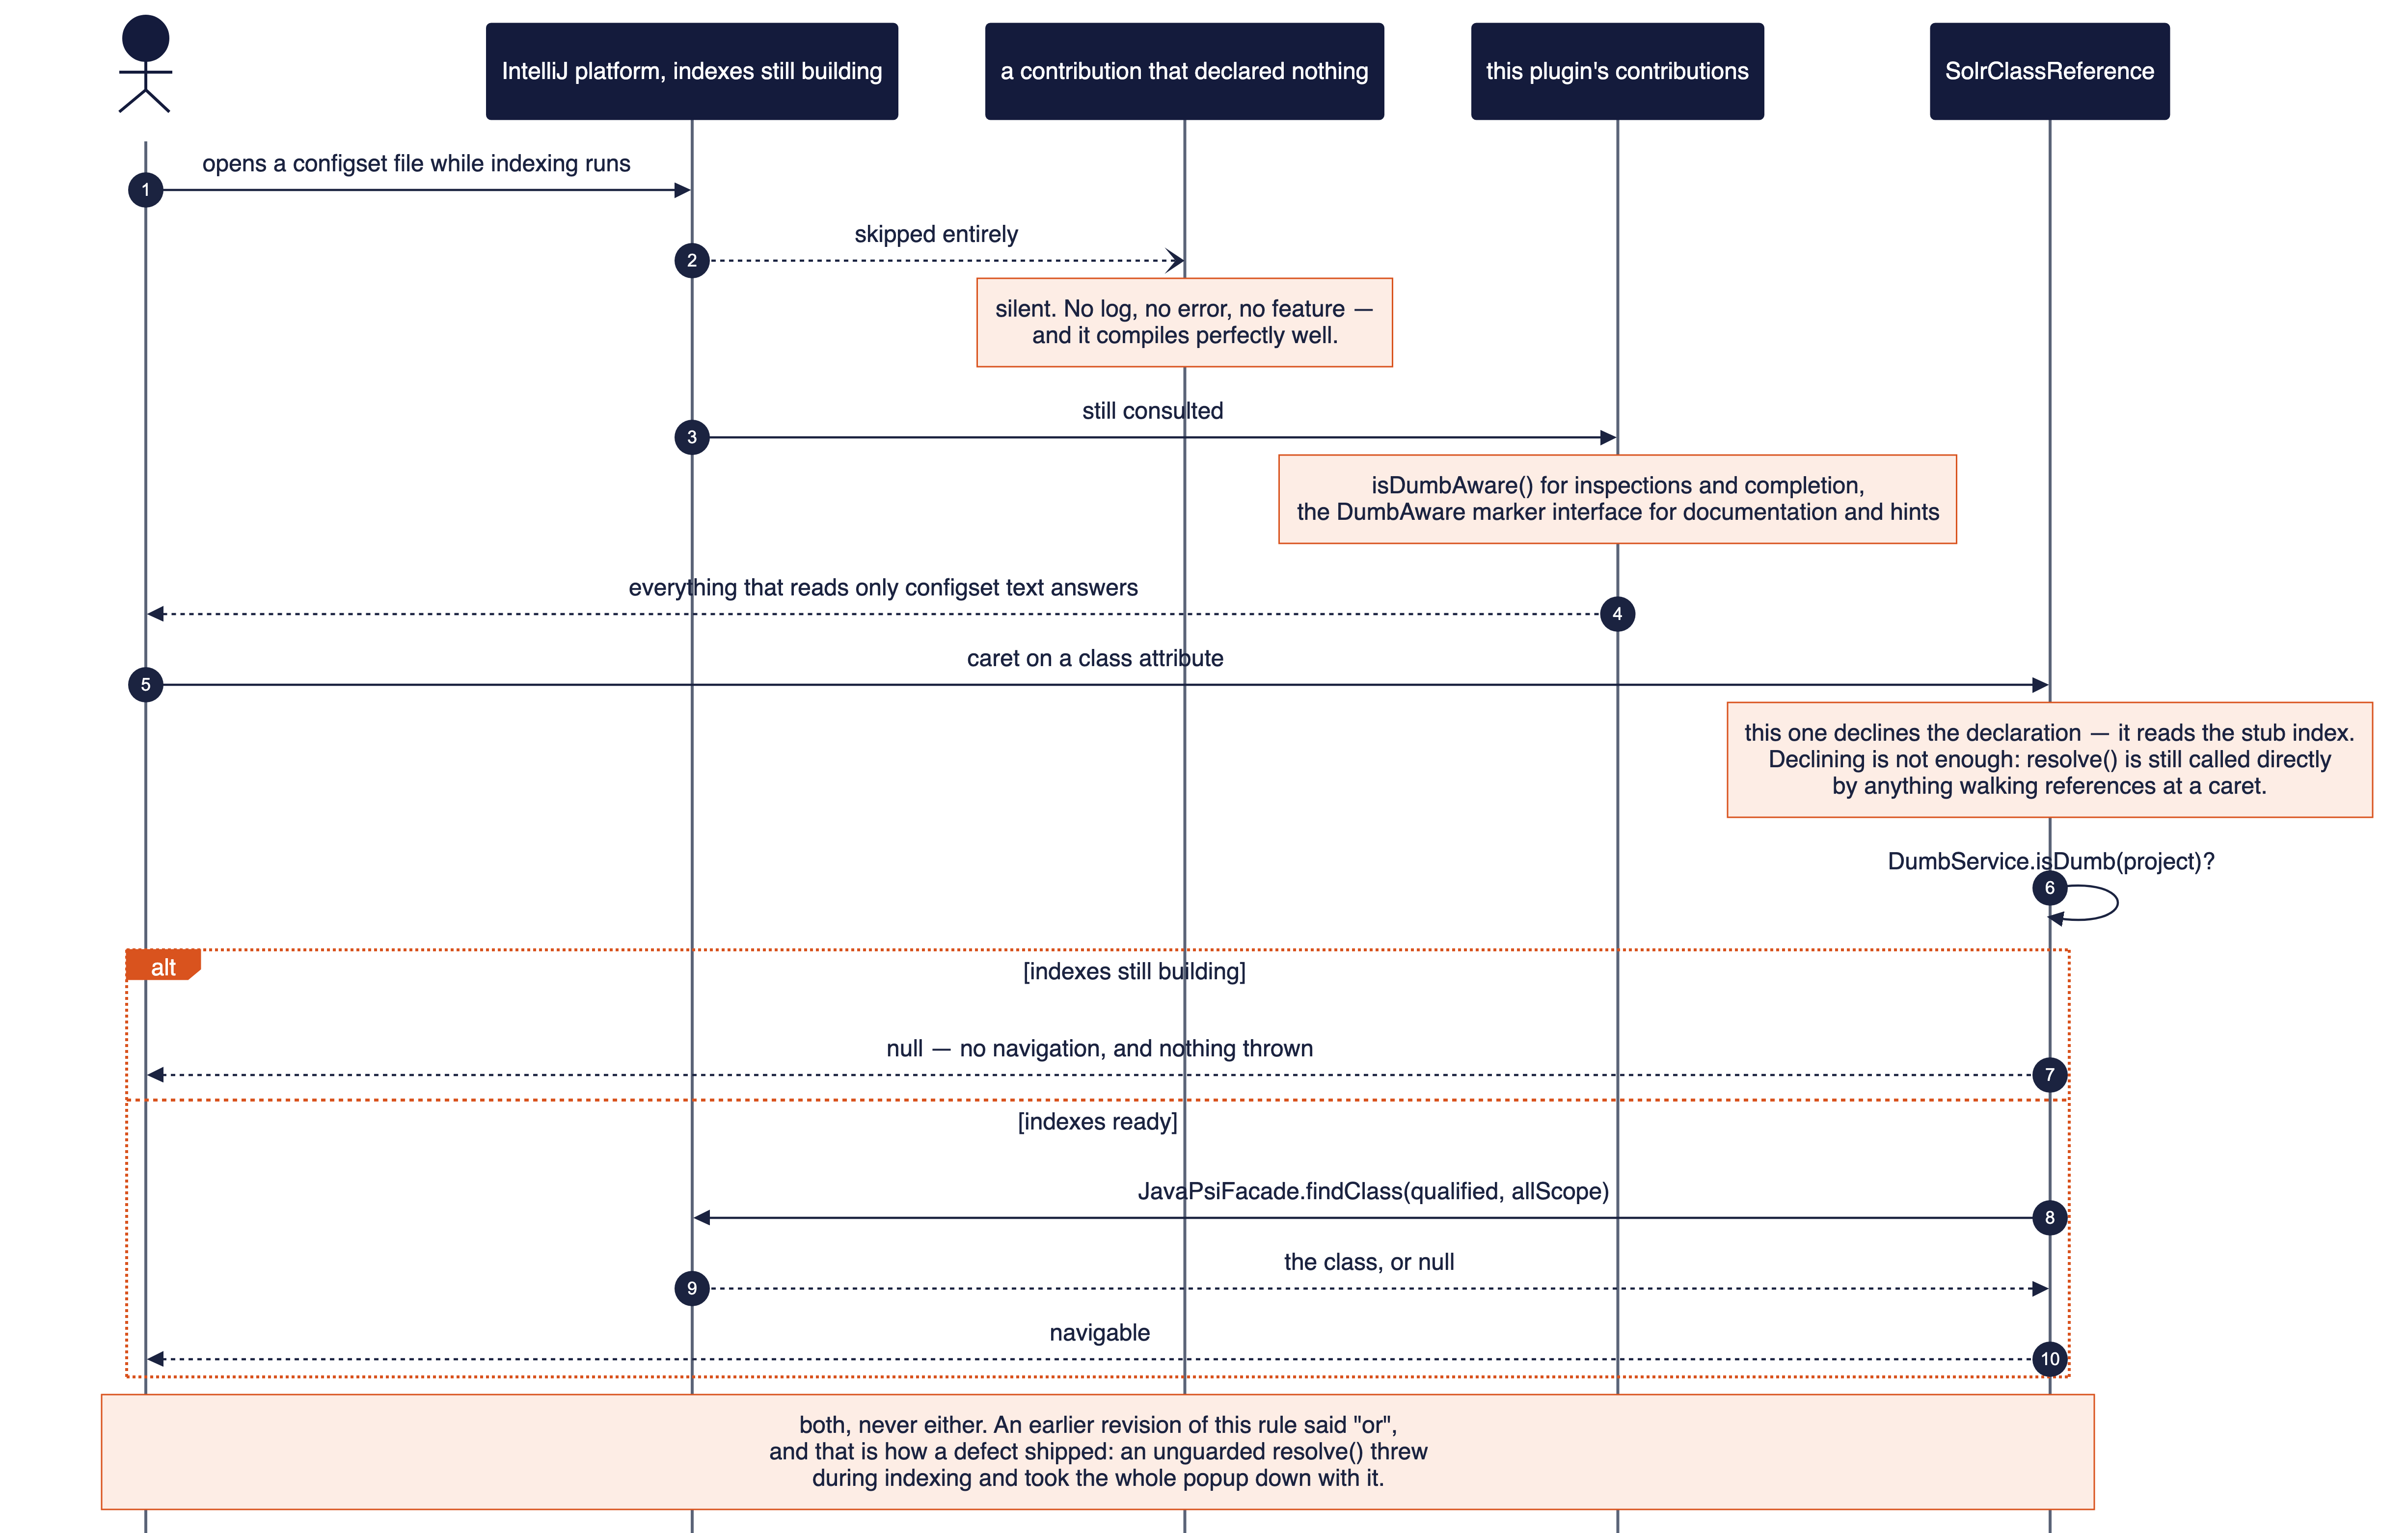 IntelliJ platform, indexes still building
a contribution that declared nothing
this plugin's contributions
SolrClassReference
opens a configset file while indexing runs
1
skipped entirely
2
silent. No log, no error, no feature —
and it compiles perfectly well.
still consulted
3
isDumbAware() for inspections and completion,
the DumbAware marker interface for documentation and hints
everything that reads only configset text answers
4
caret on a class attribute
5
this one declines the declaration — it reads the stub index.
Declining is not enough: resolve() is still called directly
by anything walking references at a caret.
DumbService.isDumb(project)?
6
alt
[indexes still building]
null — no navigation, and nothing thrown
7
[indexes ready]
JavaPsiFacade.findClass(qualified, allScope)
8
the class, or null
9
navigable
10
both, never either. An earlier revision of this rule said "or",
and that is how a defect shipped: an unguarded resolve() threw
during indexing and took the whole popup down with it.